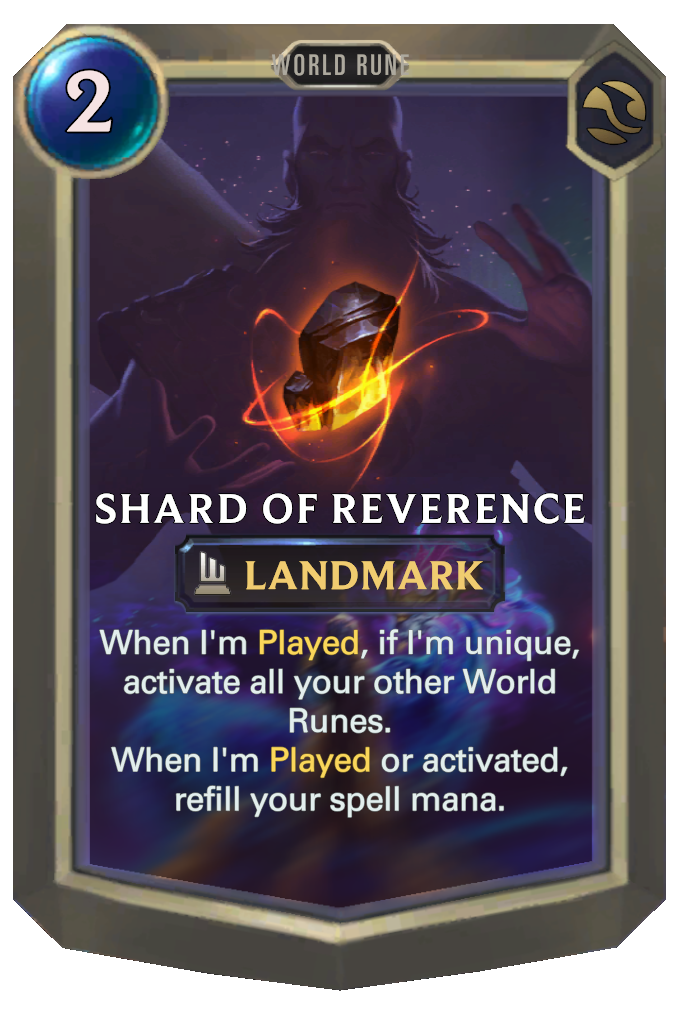 2
WORLD RUNE
SHARD OF REVERENCE
LANDMARK
When I'm Played, if I'm unique,
activate all your other World
Runes.
When I'm Played or activated,
refill your spell mana.